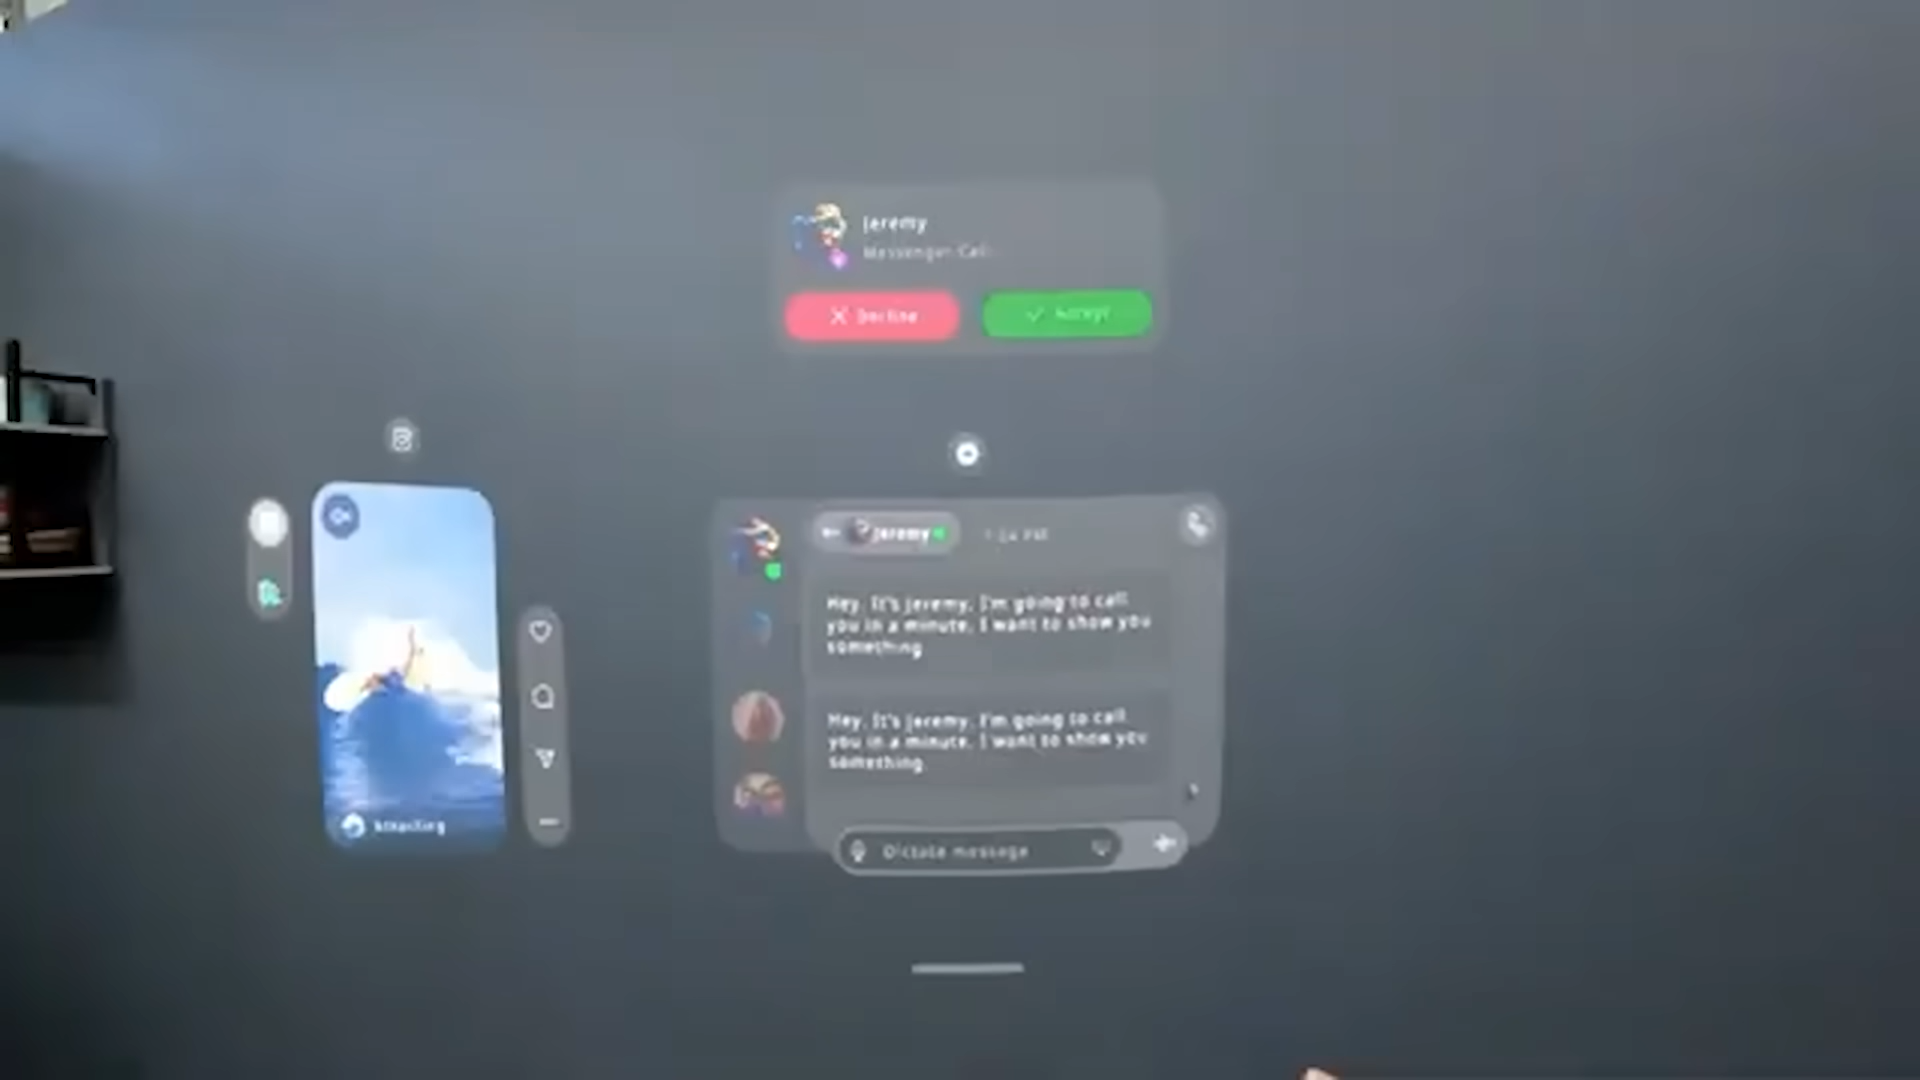 Jeremy
Messenger Call
Decline
Accept
Jeremy
Hey. It's Jeremy. I'm going to call
you in a minute. I want to show you
something
Hey. It's Jeremy. I'm going to call
you in a minute. I want to show you
something.
Dictate message